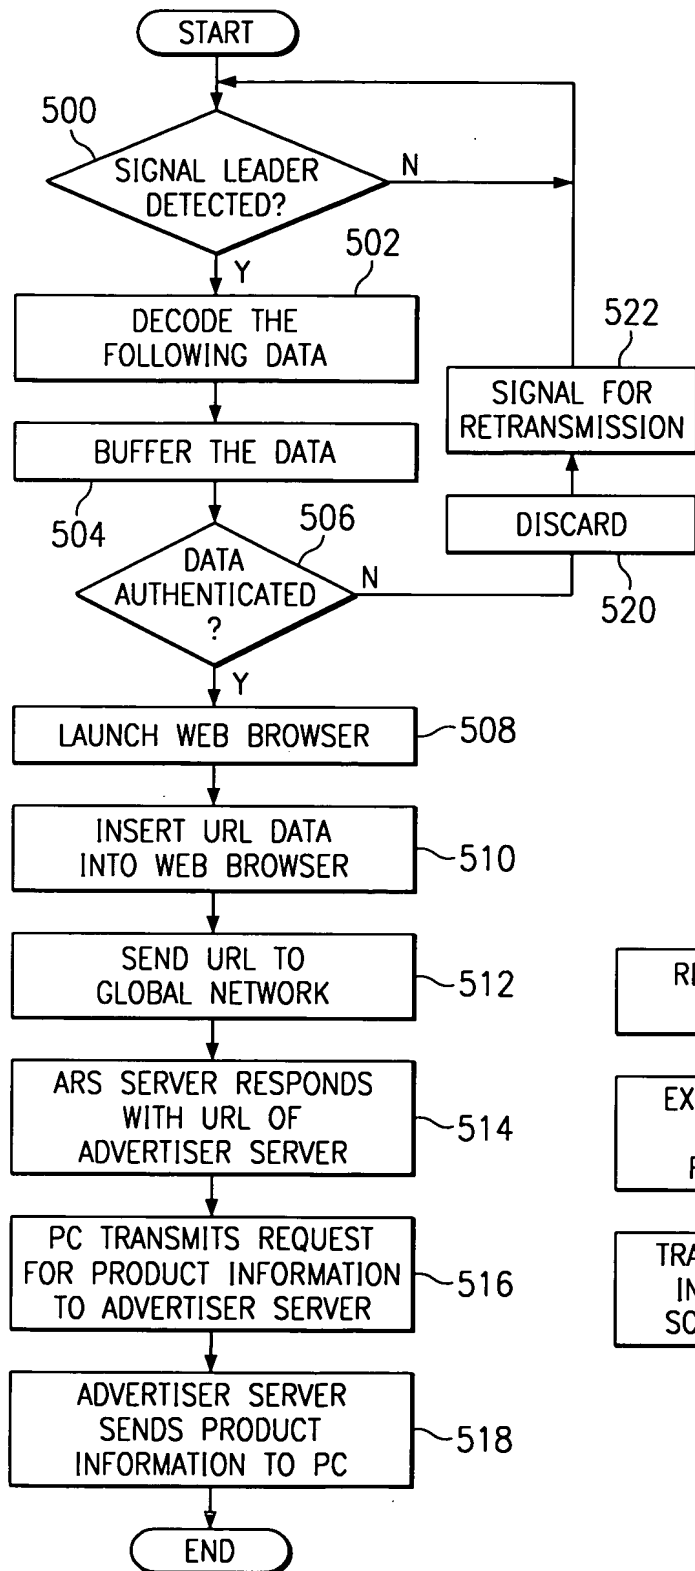 START
500
SIGNAL LEADER
DETECTED?
N
Y
502
DECODE THE
FOLLOWING DATA
522
SIGNAL FOR
RETRANSMISSION
BUFFER THE DATA
504
DISCARD
520
506
DATA
AUTHENTICATED
?
N
Y
LAUNCH WEB BROWSER
508
INSERT URL DATA
INTO WEB BROWSER
510
SEND URL TO
GLOBAL NETWORK
512
ARS SERVER RESPONDS
WITH URL OF
ADVERTISER SERVER
514
PC TRANSMITS REQUEST
FOR PRODUCT INFORMATION
TO ADVERTISER SERVER
516
ADVERTISER SERVER
SENDS PRODUCT
INFORMATION TO PC
518
END